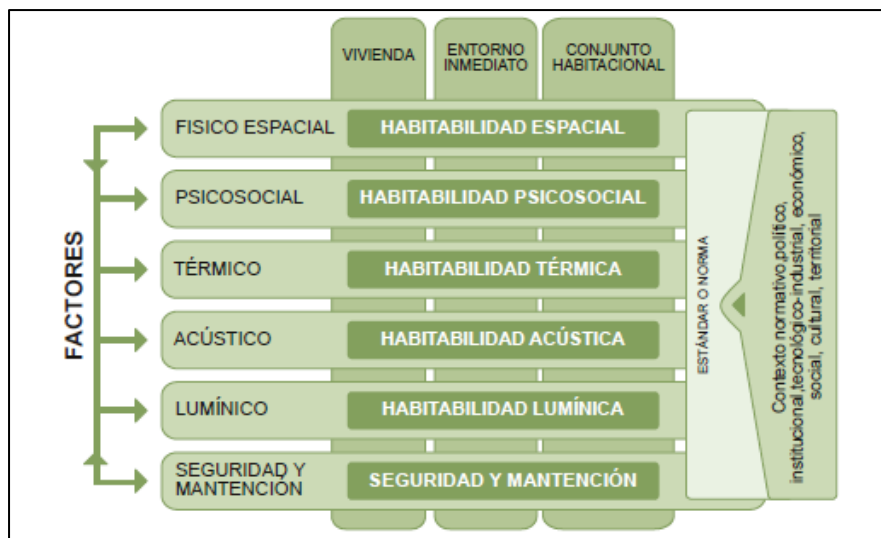 VIVIENDA
ENTORNO
INMEDIATO
CONJUNTO
HABITACIONAL
FACTORES
FISICO ESPACIAL
HABITABILIDAD ESPACIAL
PSICOSOCIAL
HABITABILIDAD PSICOSOCIAL
TÉRMICO
HABITABILIDAD TÉRMICA
ACÚSTICO
HABITABILIDAD ACÚSTICA
LUMÍNICO
HABITABILIDAD LUMÍNICA
SEGURIDAD Y
MANTENCIÓN
SEGURIDAD Y MANTENCIÓN
ESTÁNDAR O NORMA
Contexto normativo,político,
institucional,tecnológico-industrial, económico,
social, cultural, territorial